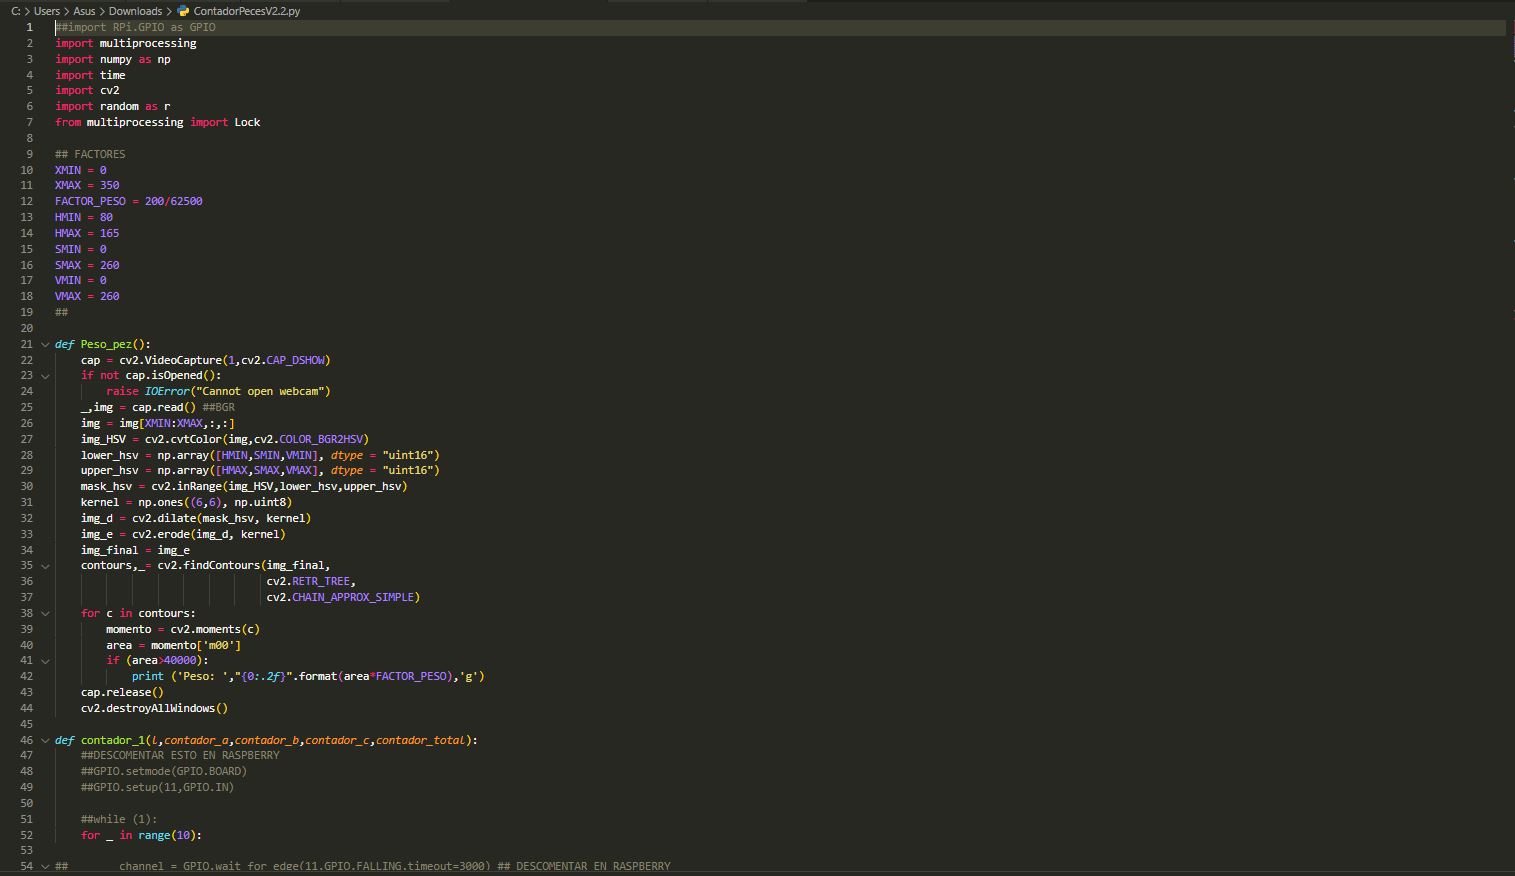 C: > Users > Asus > Downloads > ContadorPecesV2.2.py
1 ##import RPi.GPIO as GPIO
2 import multiprocessing
3 import numpy as np
4 import time
5 import cv2
6 import random as r
7 from multiprocessing import Lock
8
9 ## FACTORES
10 XMIN = 0
11 XMAX = 350
12 FACTOR_PESO = 200/62500
13 HMIN = 80
14 HMAX = 165
15 SMIN = 0
16 SMAX = 260
17 VMIN = 0
18 VMAX = 260
19 ##
20
21 def Peso_pez():
22     cap = cv2.VideoCapture(1,cv2.CAP_DSHOW)
23     if not cap.isOpened():
24         raise IOError("Cannot open webcam")
25     _,img = cap.read() ##BGR
26     img = img[XMIN:XMAX,:,:]
27     img_HSV = cv2.cvtColor(img,cv2.COLOR_BGR2HSV)
28     lower_hsv = np.array([HMIN,SMIN,VMIN], dtype = "uint16")
29     upper_hsv = np.array([HMAX,SMAX,VMAX], dtype = "uint16")
30     mask_hsv = cv2.inRange(img_HSV,lower_hsv,upper_hsv)
31     kernel = np.ones((6,6), np.uint8)
32     img_d = cv2.dilate(mask_hsv, kernel)
33     img_e = cv2.erode(img_d, kernel)
34     img_final = img_e
35     contours,_= cv2.findContours(img_final,
36                                  cv2.RETR_TREE,
37                                  cv2.CHAIN_APPROX_SIMPLE)
38     for c in contours:
39         momento = cv2.moments(c)
40         area = momento['m00']
41         if (area>40000):
42             print ('Peso: ',"{0:.2f}".format(area*FACTOR_PESO),'g')
43     cap.release()
44     cv2.destroyAllWindows()
45
46 def contador_1(l,contador_a,contador_b,contador_c,contador_total):
47     ##DESCOMENTAR ESTO EN RASPBERRY
48     ##GPIO.setmode(GPIO.BOARD)
49     ##GPIO.setup(11,GPIO.IN)
50
51     ##while (1):
52     for _ in range(10):
53
54 ##        channel = GPIO.wait_for_edge(11,GPIO.FALLING,timeout=3000) ## DESCOMENTAR EN RASPBERRY